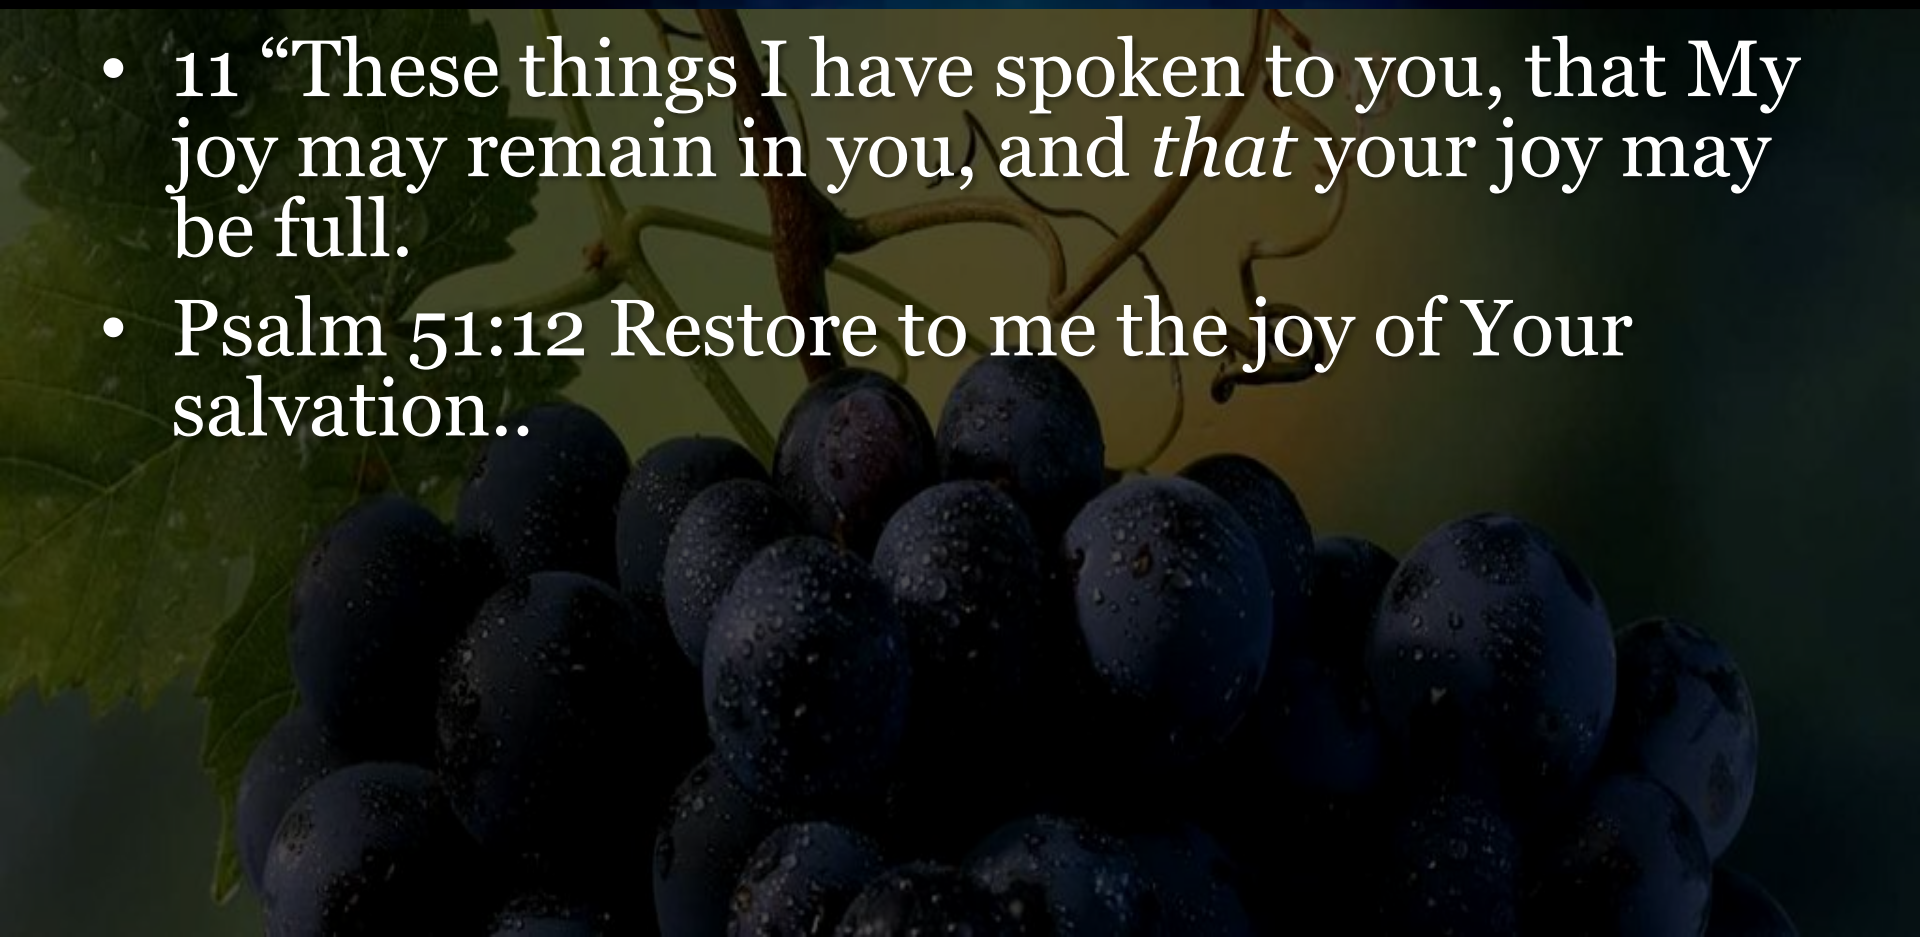 • 11 “These things I have spoken to you, that My
joy may remain in you, and that your joy may
be full.
• Psalm 51:12 Restore to me the joy of Your
salvation..